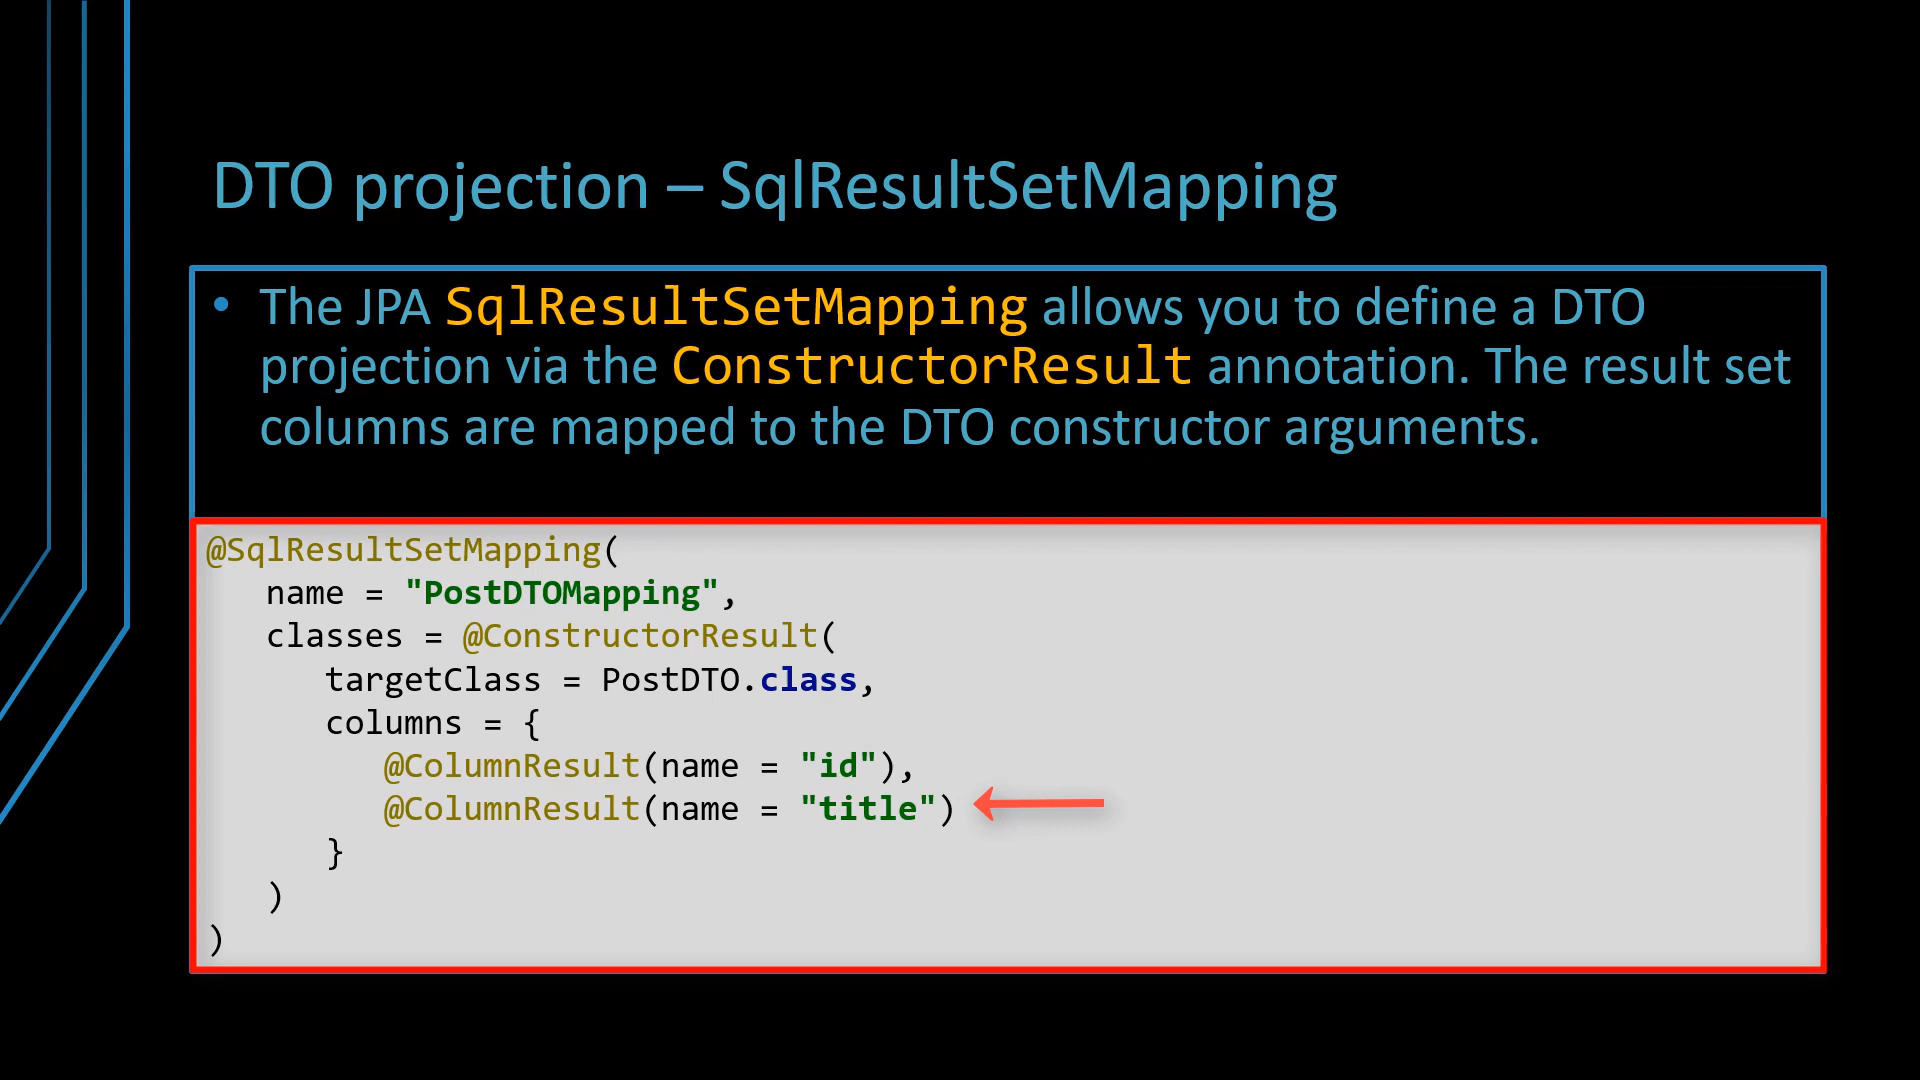 DTO projection – SqlResultSetMapping
• The JPA SqlResultSetMapping allows you to define a DTO
projection via the ConstructorResult annotation. The result set
columns are mapped to the DTO constructor arguments.
@SqlResultSetMapping(
   name = "PostDTOMapping",
   classes = @ConstructorResult(
      targetClass = PostDTO.class,
      columns = {
         @ColumnResult(name = "id"),
         @ColumnResult(name = "title")
      }
   )
)